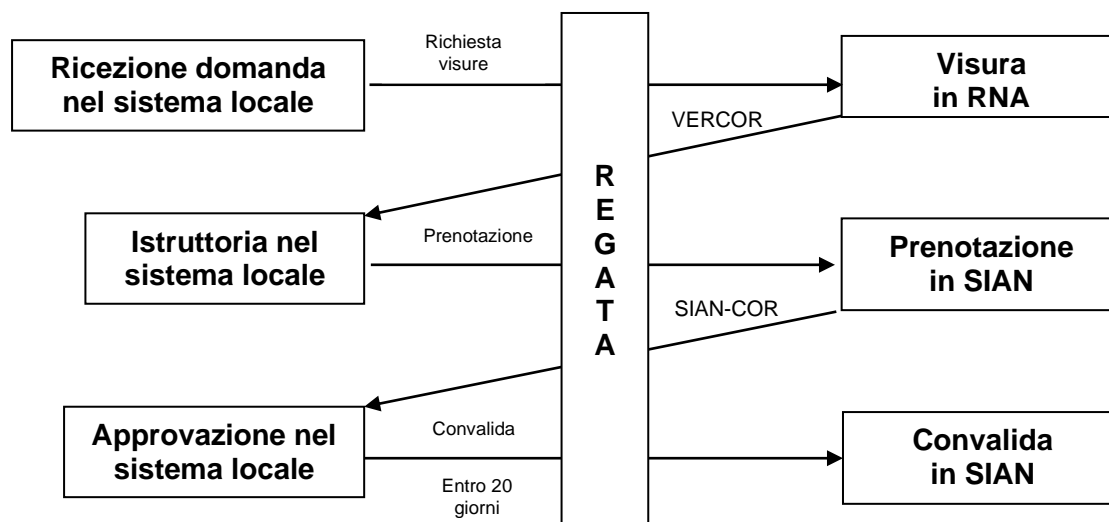 Ricezione domanda
nel sistema locale
Richiesta
visure
Visura
in RNA
VERCOR
R
E
G
A
T
A
Istruttoria nel
sistema locale
Prenotazione
Prenotazione
in SIAN
SIAN-COR
Approvazione nel
sistema locale
Convalida
Entro 20
giorni
Convalida
in SIAN